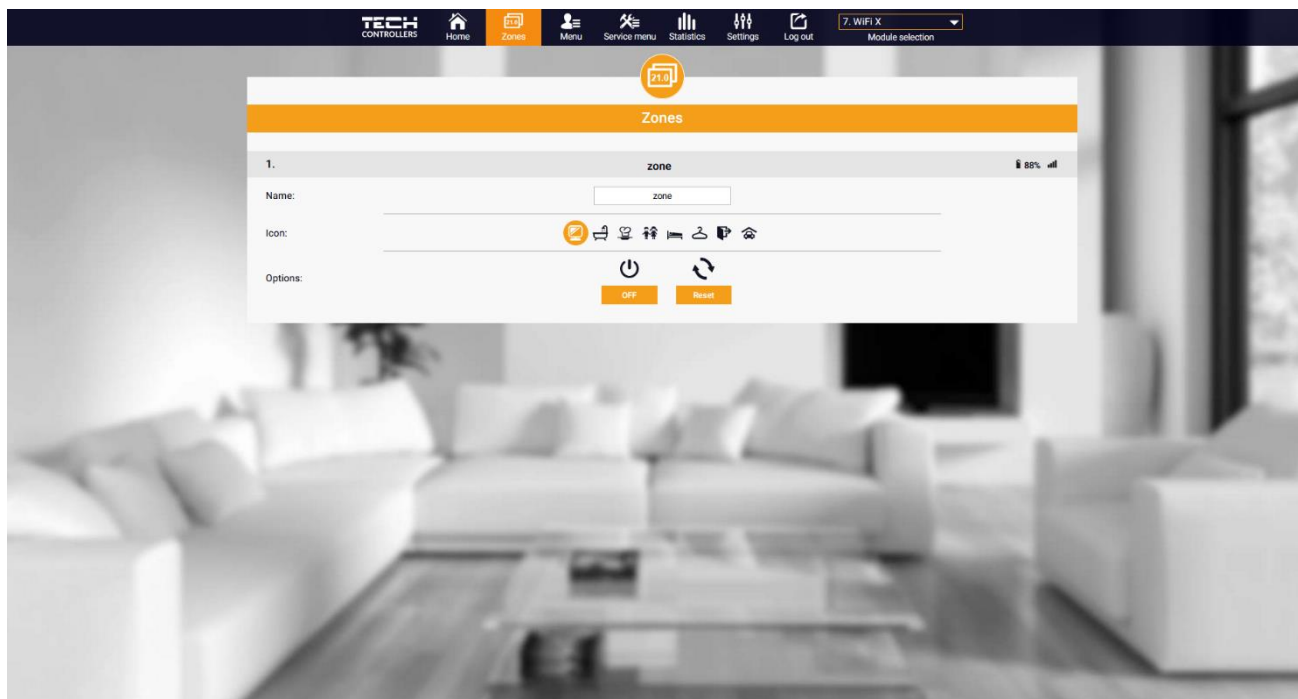 TECH
CONTROLLERS
Home
21.0
Zones
Menu
Service menu
Statistics
Settings
Log out
7. WiFi X
Module selection
21.0
Zones
1.
zone
88%
Name:
zone
Icon:
Options:
OFF
Reset